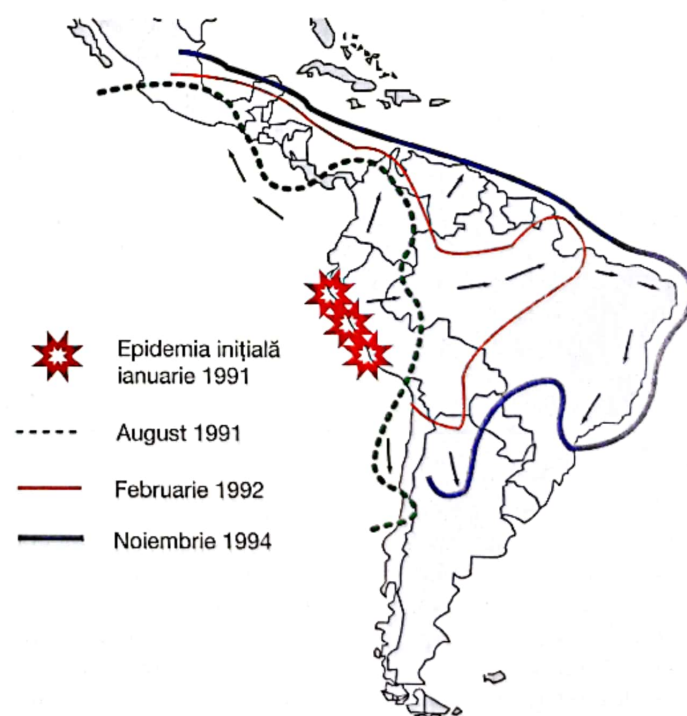 Epidemia inițială
ianuarie 1991
August 1991
Februarie 1992
Noiembrie 1994